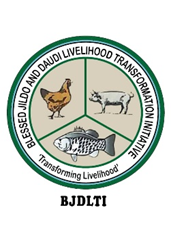 BLESSED JILDO AND DAUDI LIVELIHOOD TRANSFORMATION INITIATIVE
'Transforming Livelihood'
BJDLTI